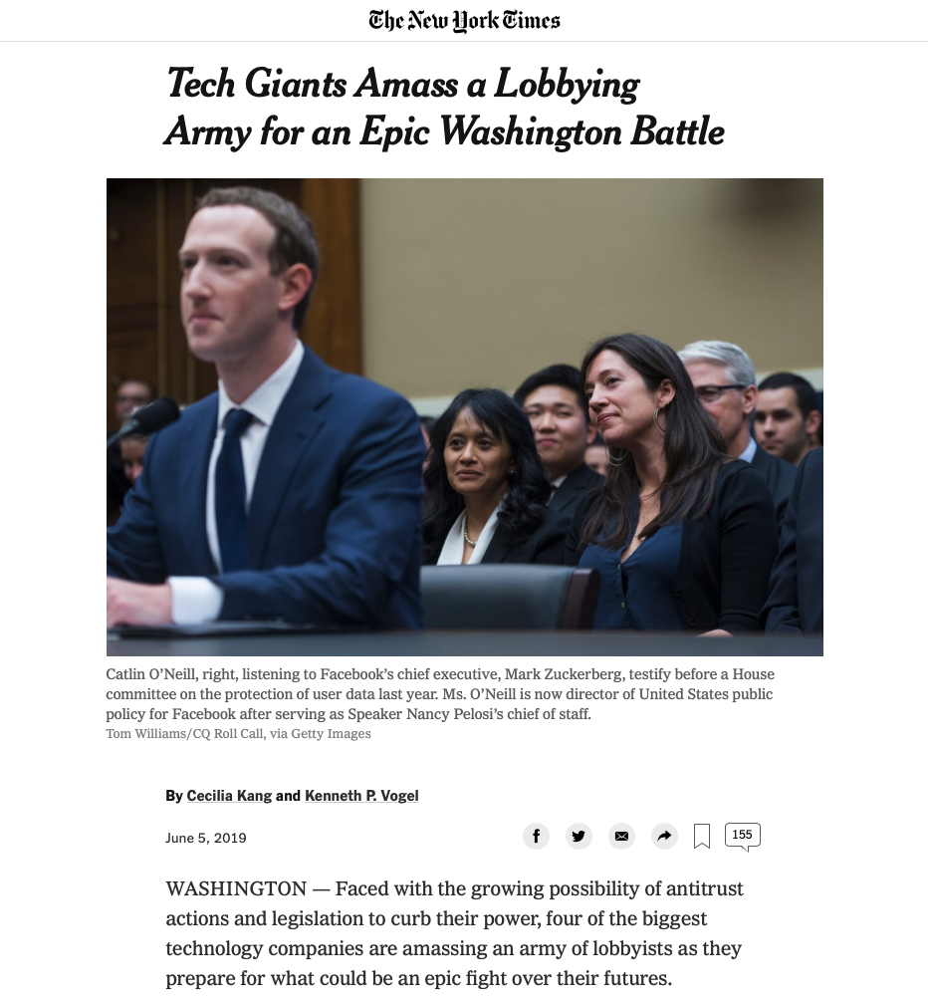 The New York Times
Tech Giants Amass a Lobbying
Army for an Epic Washington Battle
Catlin O’Neill, right, listening to Facebook’s chief executive, Mark Zuckerberg, testify before a House
committee on the protection of user data last year. Ms. O’Neill is now director of United States public
policy for Facebook after serving as Speaker Nancy Pelosi’s chief of staff.
Tom Williams/CQ Roll Call, via Getty Images
By Cecilia Kang and Kenneth P. Vogel
June 5, 2019
155
WASHINGTON — Faced with the growing possibility of antitrust
actions and legislation to curb their power, four of the biggest
technology companies are amassing an army of lobbyists as they
prepare for what could be an epic fight over their futures.